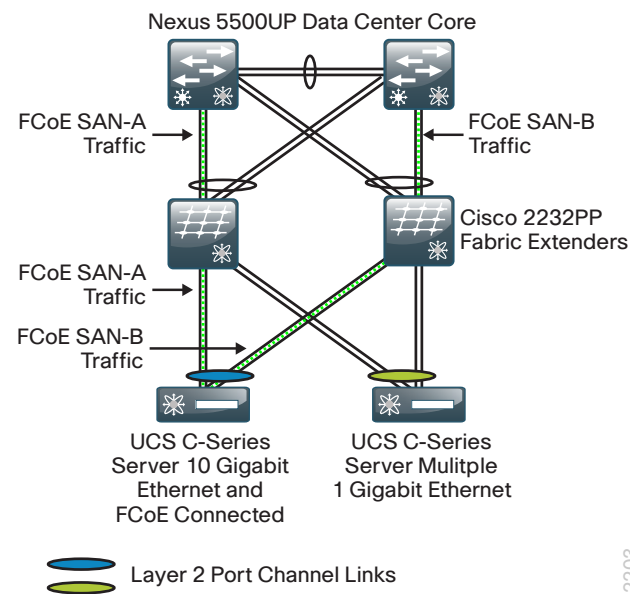 Nexus 5500UP Data Center Core
FCoE SAN-A
Traffic
FCoE SAN-B
Traffic
Cisco 2232PP
Fabric Extenders
FCoE SAN-A
Traffic
FCoE SAN-B
Traffic
UCS C-Series
Server 10 Gigabit
Ethernet and
FCoE Connected
UCS C-Series
Server Mulitple
1 Gigabit Ethernet
Layer 2 Port Channel Links